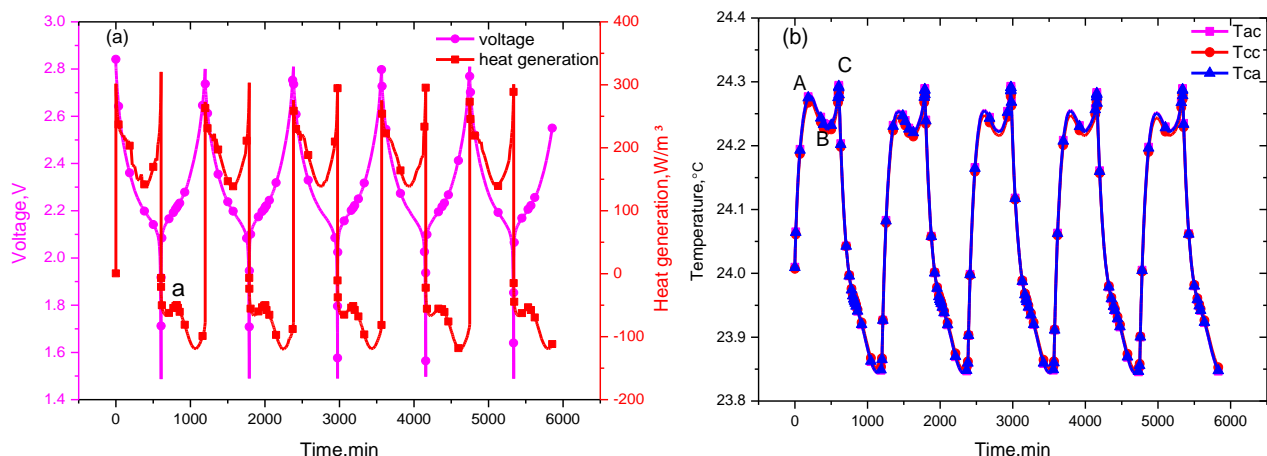 (a)
voltage
heat generation
3.0
2.8
2.6
2.4
2.2
2.0
1.8
1.6
1.4
Voltage,V
400
300
200
100
0
-100
-200
Heat generation,W/m³
a
0 1000 2000 3000 4000 5000 6000
Time,min
(b)
Tac
Tcc
Tca
24.4
24.3
24.2
24.1
24.0
23.9
23.8
Temperature,°C
A
B
C
0 1000 2000 3000 4000 5000 6000
Time,min